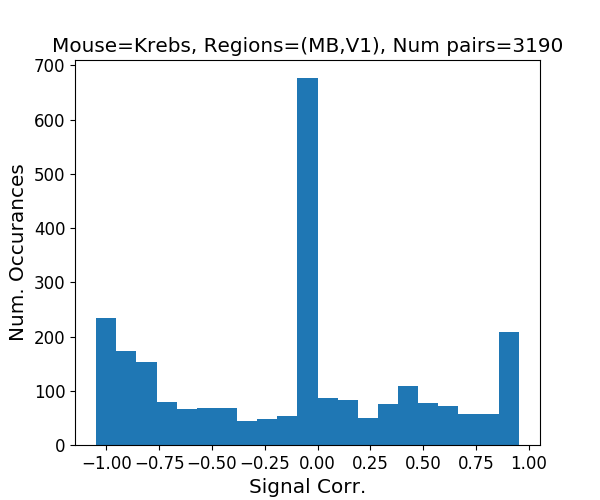 Mouse=Krebs, Regions=(MB,V1), Num pairs=3190
700
600
500
400
300
200
100
0
Num. Occurances
−1.00 −0.75 −0.50 −0.25 0.00 0.25 0.50 0.75 1.00
Signal Corr.